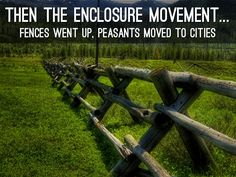 THEN THE ENCLOSURE MOVEMENT...
FENCES WENT UP, PEASANTS MOVED TO CITIES